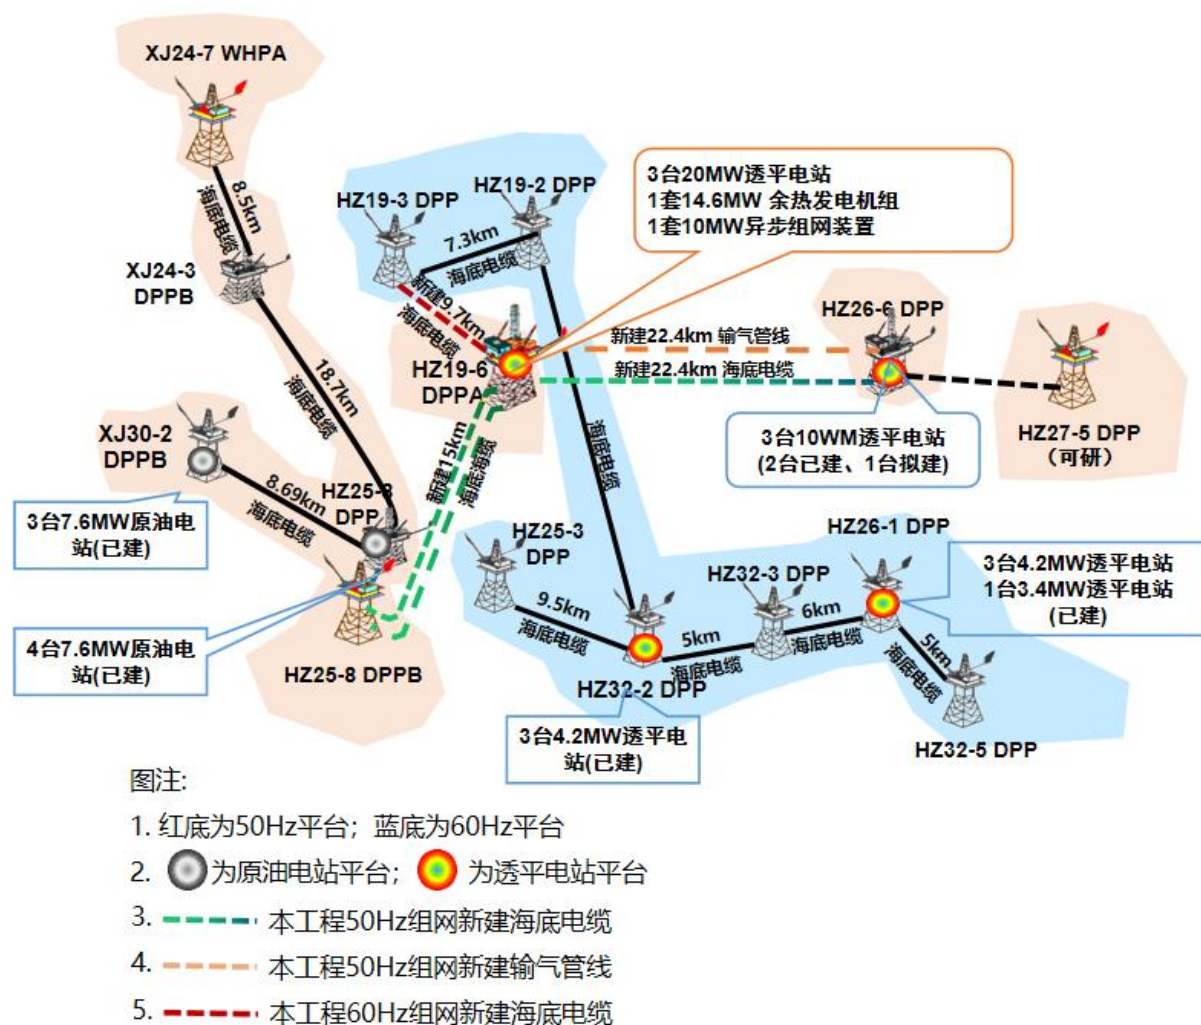 XJ24-7 WHPA
8.5km
海底电缆
XJ24-3
DPPB
18.7km
海底电缆
XJ30-2
DPPB
8.69km
海底电缆
HZ25-8
DPP
3台7.6MW原油电
站(已建)
4台7.6MW原油电
站(已建)
HZ25-8 DPPB
HZ19-3 DPP
HZ19-2 DPP
7.3km
海底电缆
新建9.7km
海底电缆
HZ19-6
DPPA
新建15km
海底海缆
3台20MW透平电站
1套14.6MW 余热发电机组
1套10MW异步组网装置
新建22.4km 输气管线
新建22.4km 海底电缆
HZ26-6 DPP
3台10WM透平电站
(2台已建、1台拟建)
HZ27-5 DPP
（可研）
海底电缆
HZ25-3
DPP
9.5km
海底电缆
HZ32-2 DPP
3台4.2MW透平电
站(已建)
5km
海底电缆
HZ32-3 DPP
6km
海底电缆
HZ26-1 DPP
3台4.2MW透平电站
1台3.4MW透平电站
(已建)
5km
海底电缆
HZ32-5 DPP
图注:
1. 红底为50Hz平台；蓝底为60Hz平台
2. 为原油电站平台； 为透平电站平台
3. 本工程50Hz组网新建海底电缆
4. 本工程50Hz组网新建输气管线
5. 本工程60Hz组网新建海底电缆